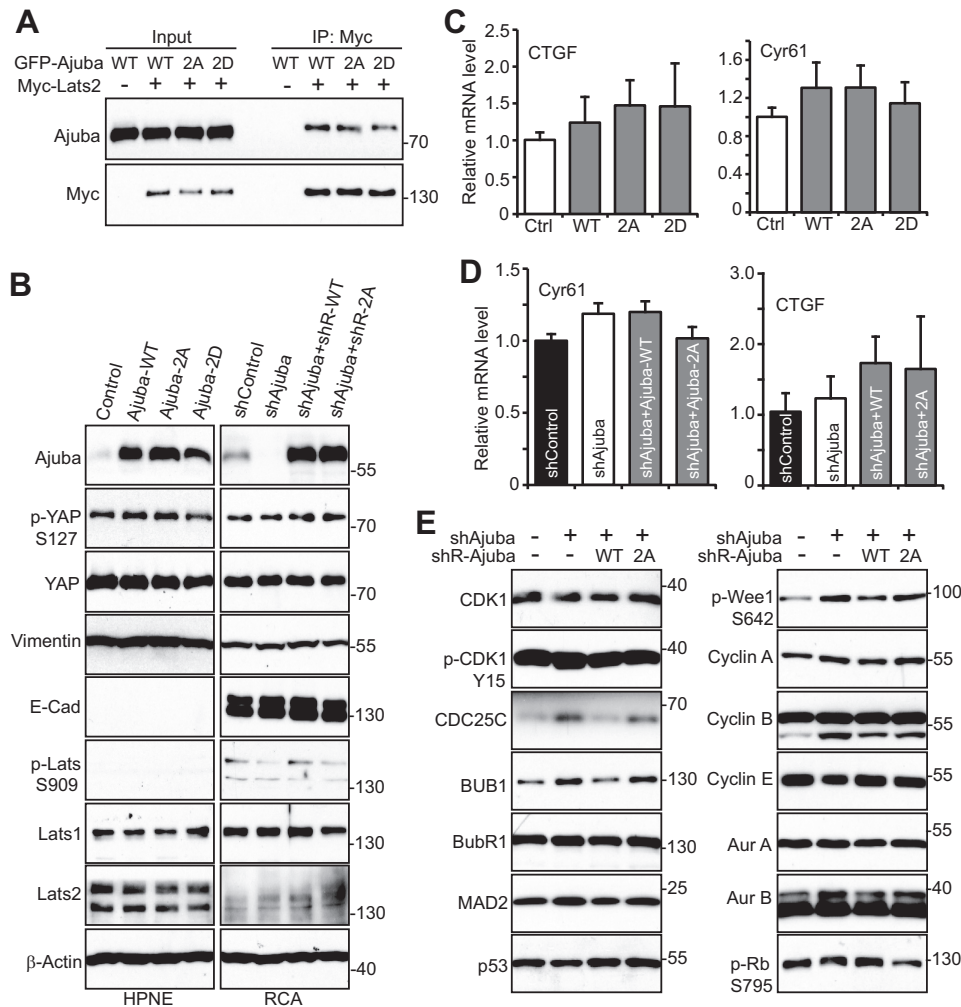 A
Input IP: Myc
GFP-Ajuba WT WT 2A 2D WT WT 2A 2D
Myc-Lats2 - + + + - + + +
Ajuba
-70
Myc
-130
B
Control
Ajuba-WT
Ajuba-2A
Ajuba-2D
shControl
shAjuba
shAjuba+shR-WT
shAjuba+shR-2A
Ajuba
-55
p-YAP
S127
-70
YAP
-70
Vimentin
-55
E-Cad
-130
p-Lats
S909
-130
Lats1
-130
Lats2
-130
β-Actin
-40
HPNE RCA
C
Relative mRNA level
CTGF
2.5
2.0
1.5
1.0
0
Ctrl WT 2A 2D
Cyr61
2.0
1.6
1.2
0.8
0
Ctrl WT 2A 2D
D
Relative mRNA level
Cyr61
1.5
1.0
0.5
0
shControl
shAjuba
shAjuba+Ajuba-WT
shAjuba+Ajuba-2A
CTGF
3.0
2.0
1.0
0
shControl
shAjuba
shAjuba+WT
shAjuba+2A
E
shAjuba - + + +
shR-Ajuba - - WT 2A
CDK1
-40
p-CDK1
Y15
-40
CDC25C
-70
BUB1
-130
BubR1
-130
MAD2
-25
p53
-55
shAjuba - + + +
shR-Ajuba - - WT 2A
p-Wee1
S642
-100
Cyclin A
-55
Cyclin B
-55
Cyclin E
-55
Aur A
-55
Aur B
-40
p-Rb
S795
-130